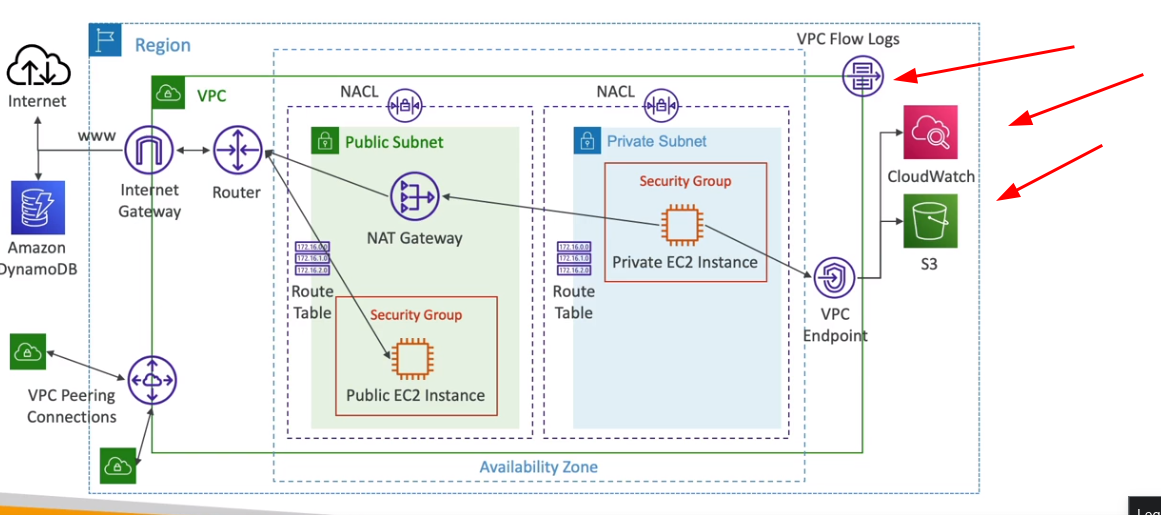 VPC Flow Logs
Region
Internet
VPC
NACL
NACL
Public Subnet
Private Subnet
www
Security Group
CloudWatch
Internet
Gateway
Router
NAT Gateway
Amazon
DynamoDB
172.16.0.0
172.16.1.0
172.16.2.0
172.16.0.0
172.16.1.0
172.16.2.0
Private EC2 Instance
S3
Route
Table
Route
Table
VPC
Endpoint
Security Group
Public EC2 Instance
VPC Peering
Connections
Availability Zone